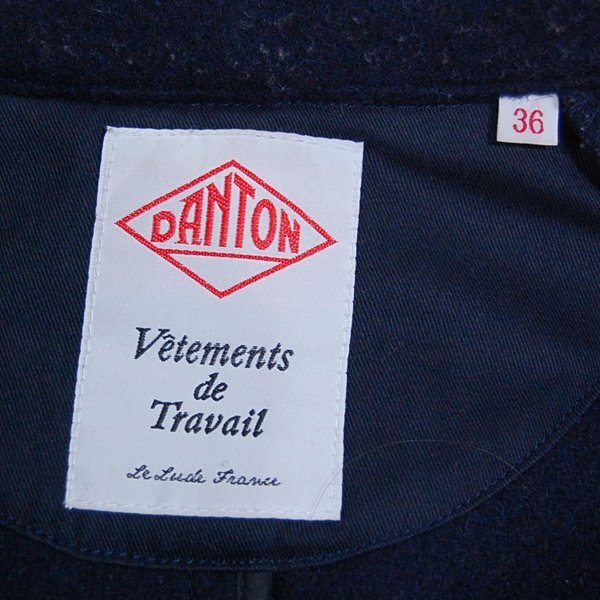 DANTON
Vêtements
de
Travail
Le Lude France
36